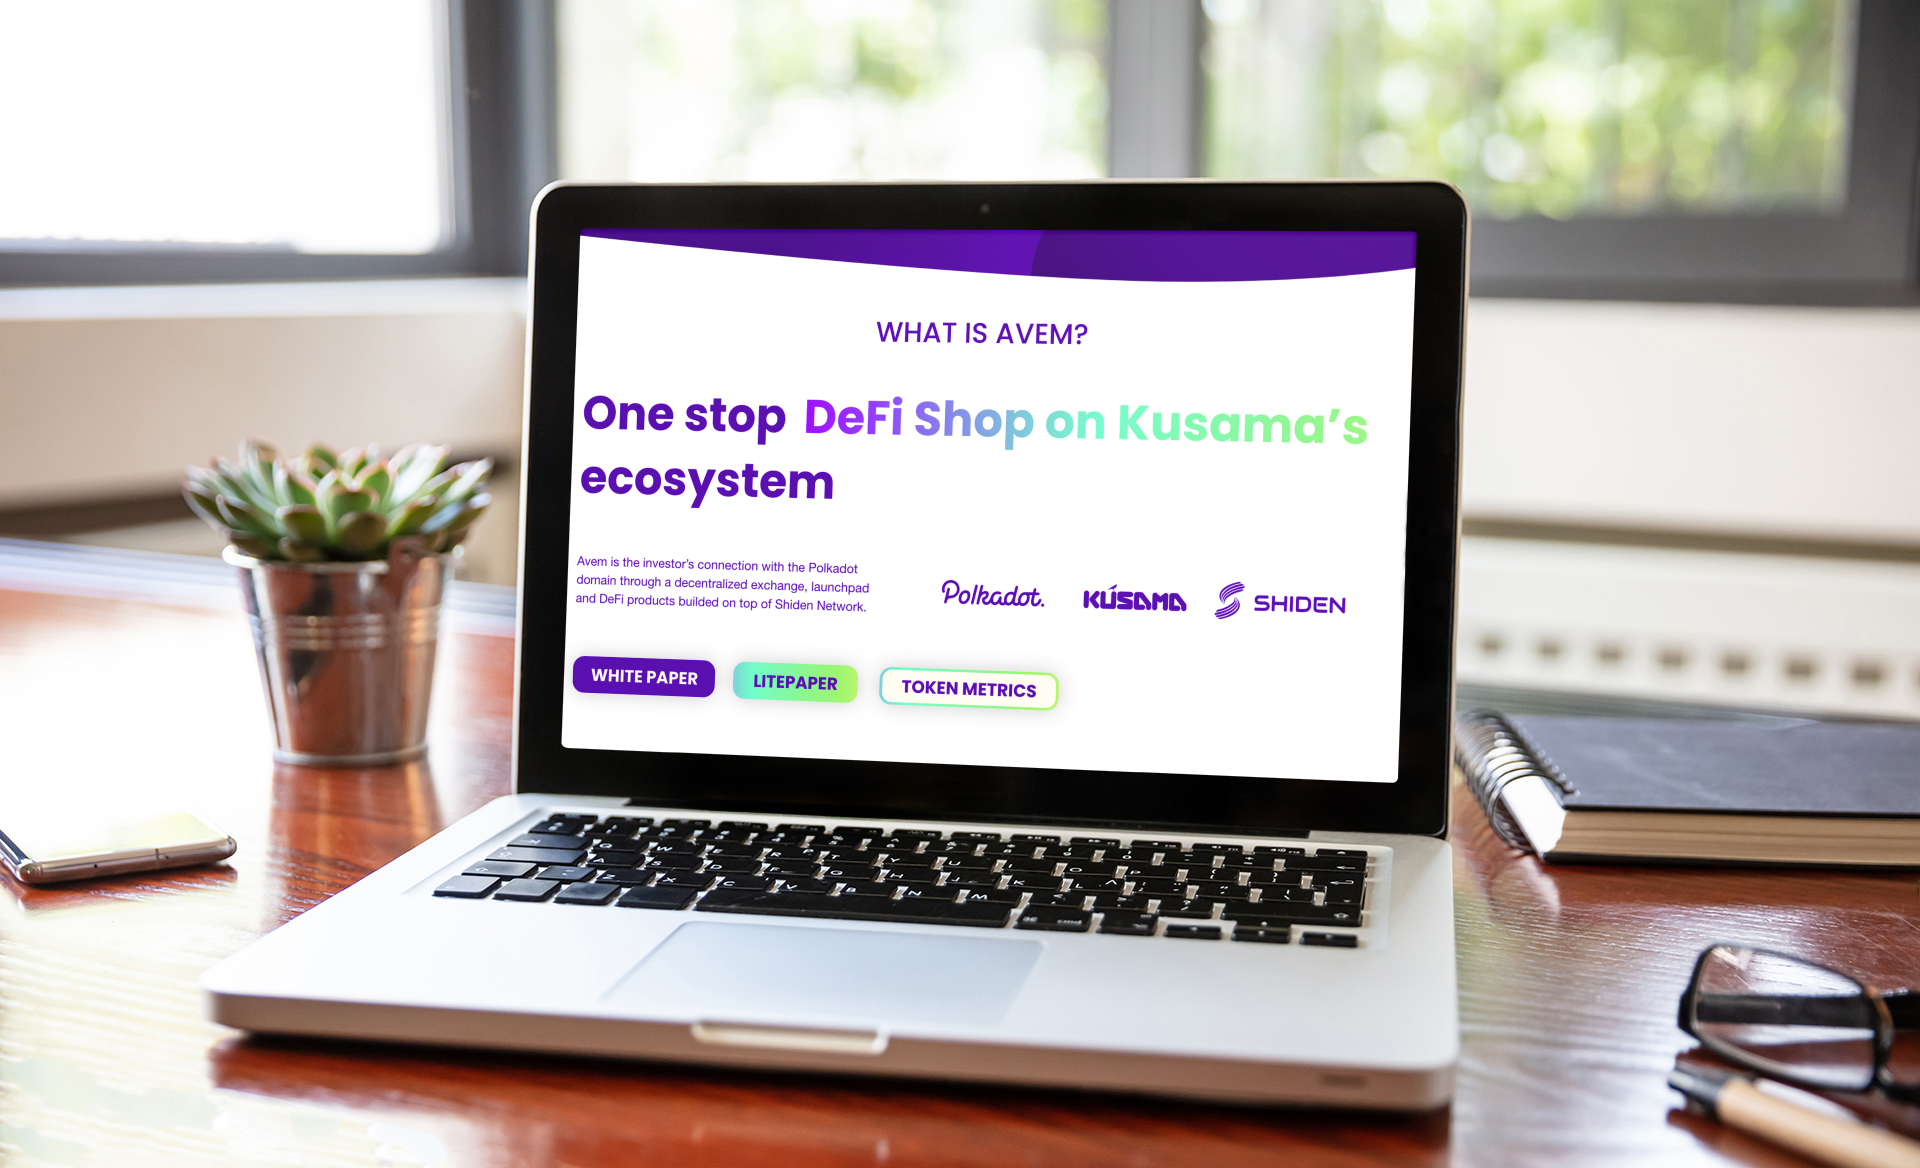 WHAT IS AVEM?
One stop DeFi Shop on Kusama’s
ecosystem
Avem is the investor’s connection with the Polkadot
domain through a decentralized exchange, launchpad
and DeFi products builded on top of Shiden Network.
Polkadot.
KÚSAMA
SHIDEN
WHITE PAPER
LITEPAPER
TOKEN METRICS